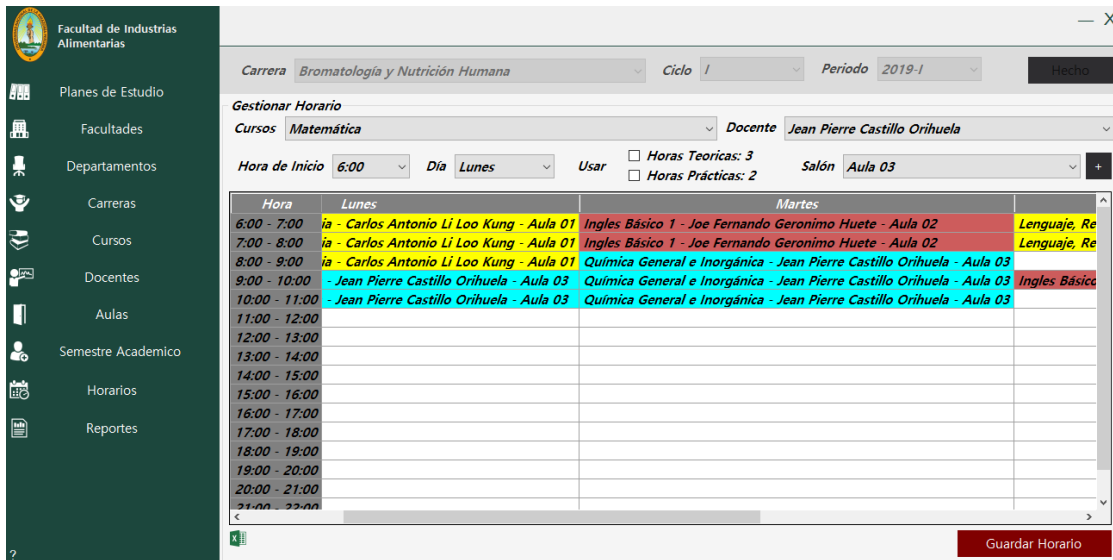 Facultad de Industrias
Alimentarias
— X
Planes de Estudio
Facultades
Departamentos
Carreras
Cursos
Docentes
Aulas
Semestre Academico
Horarios
Reportes
?
Carrera Bromatología y Nutrición Humana Ciclo I Periodo 2019-I Hecho
Gestionar Horario
Cursos Matemática Docente Jean Pierre Castillo Orihuela
Hora de Inicio 6:00 Día Lunes Usar Horas Teoricas: 3 Salón Aula 03 +
Horas Prácticas: 2
Hora Lunes Martes
6:00 - 7:00 ia - Carlos Antonio Li Loo Kung - Aula 01 Ingles Básico 1 - Joe Fernando Geronimo Huete - Aula 02 Lenguaje, Re
7:00 - 8:00 ia - Carlos Antonio Li Loo Kung - Aula 01 Ingles Básico 1 - Joe Fernando Geronimo Huete - Aula 02 Lenguaje, Re
8:00 - 9:00 ia - Carlos Antonio Li Loo Kung - Aula 01 Química General e Inorgánica - Jean Pierre Castillo Orihuela - Aula 03
9:00 - 10:00 - Jean Pierre Castillo Orihuela - Aula 03 Química General e Inorgánica - Jean Pierre Castillo Orihuela - Aula 03 Ingles Básico
10:00 - 11:00 - Jean Pierre Castillo Orihuela - Aula 03 Química General e Inorgánica - Jean Pierre Castillo Orihuela - Aula 03
11:00 - 12:00
12:00 - 13:00
13:00 - 14:00
14:00 - 15:00
15:00 - 16:00
16:00 - 17:00
17:00 - 18:00
18:00 - 19:00
19:00 - 20:00
20:00 - 21:00
21:00 - 22:00
Guardar Horario